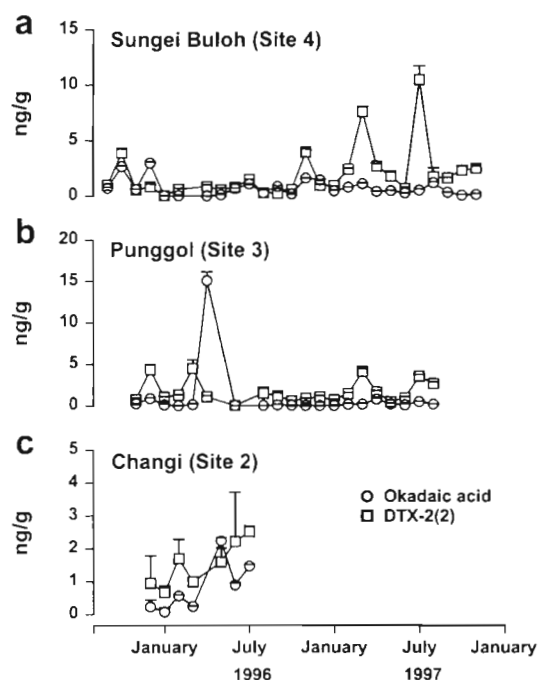 a
Sungei Buloh (Site 4)
15
10
5
0
ng/g
b
Punggol (Site 3)
20
15
10
5
0
ng/g
c
Changi (Site 2)
5
4
3
2
1
0
ng/g
Okadaic acid
DTX-2(2)
January July January July January
1996 1997